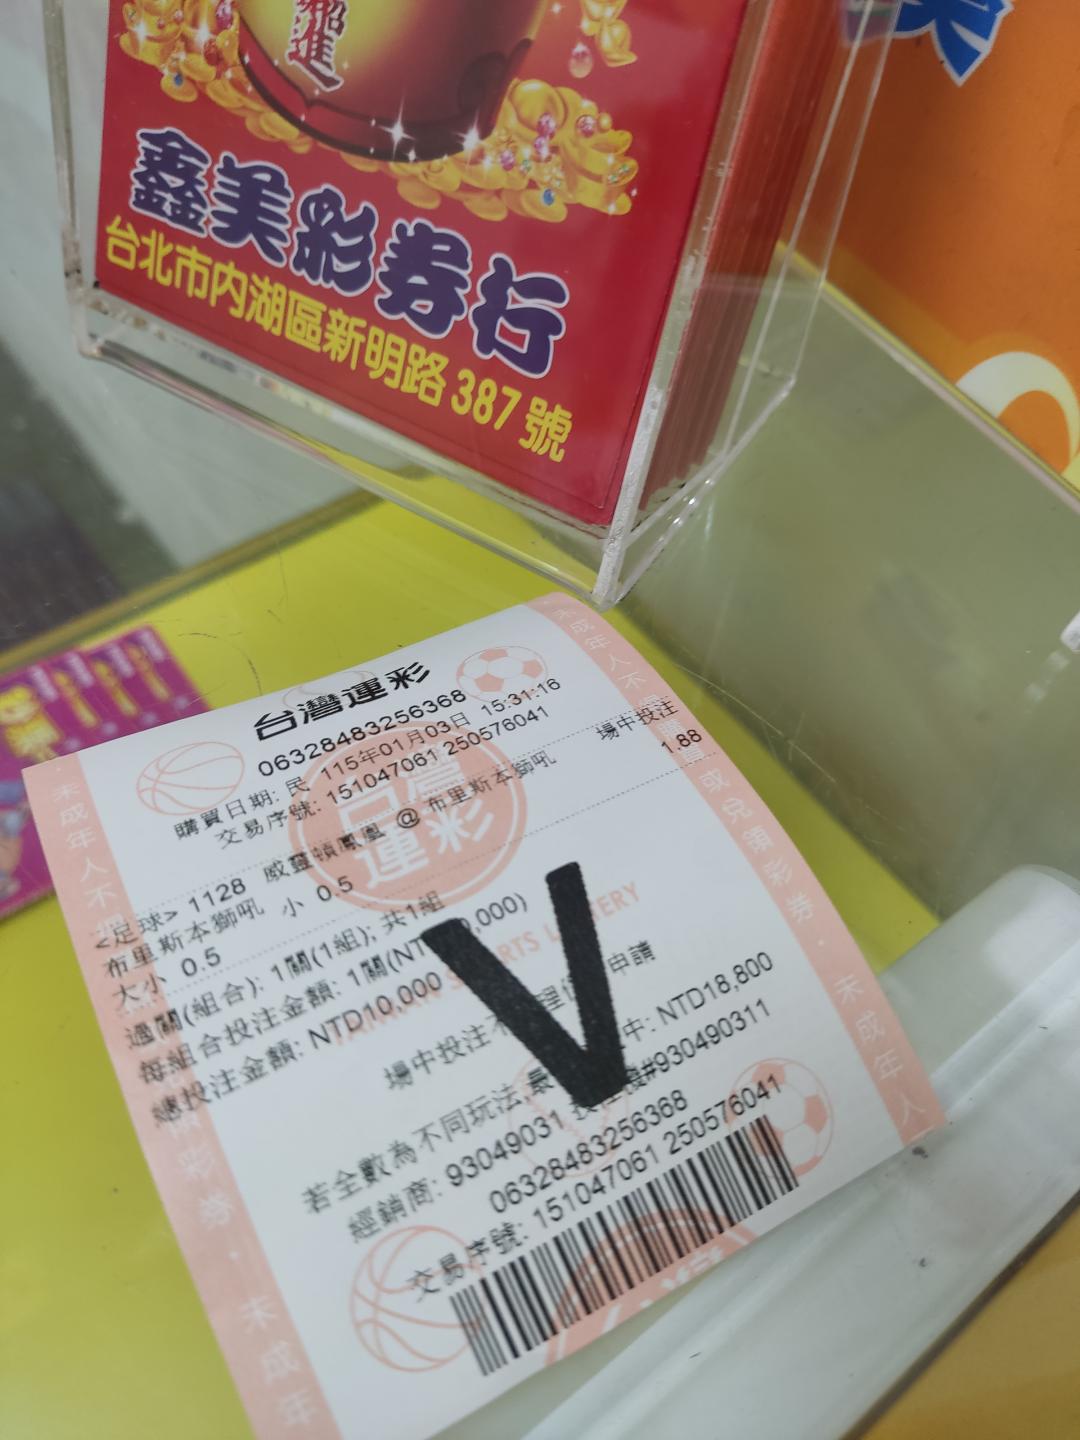 鑫美彩券行
台北市內湖區新明路387號
台灣運彩
06328483256368
購買日期: 民 115年01月03日 15:31:16
交易序號: 151047061 250576041
場中投注
<足球> 1128 威靈頓鳳凰 @ 布里斯本獅吼 1.88
布里斯本獅吼 小 0.5
大小 0.5
過關(組合): 1關(1組); 共1組
每組合投注金額: 1關(NT 0,000)
總投注金額: NTD10,000
場中投注不 理 申請
若全數為不同玩法,最 中: NTD18,800
經銷商: 93049031 #930490311
06328483256368
交易序號: 151047061 250576041
V